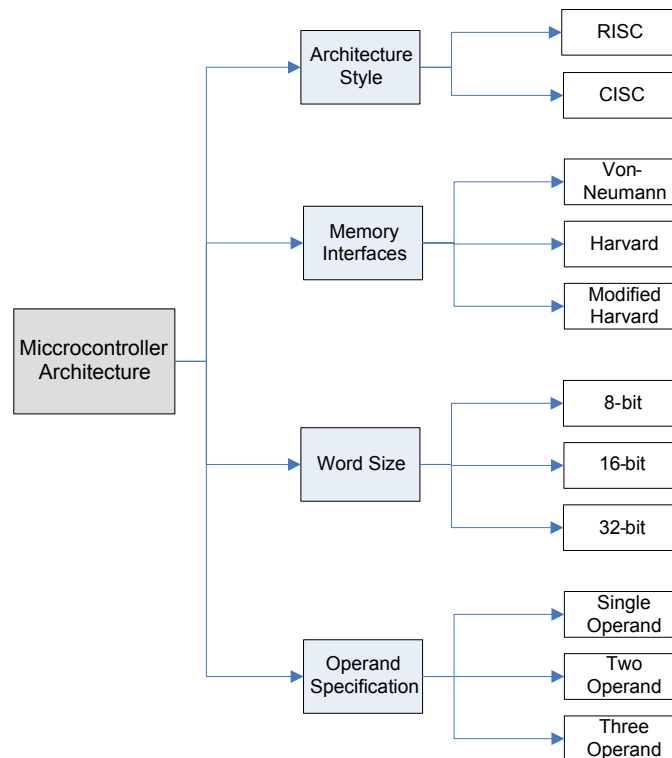 Miccrocontroller
Architecture
Architecture
Style
RISC
CISC
Memory
Interfaces
Von-
Neumann
Harvard
Modified
Harvard
Word Size
8-bit
16-bit
32-bit
Operand
Specification
Single
Operand
Two
Operand
Three
Operand